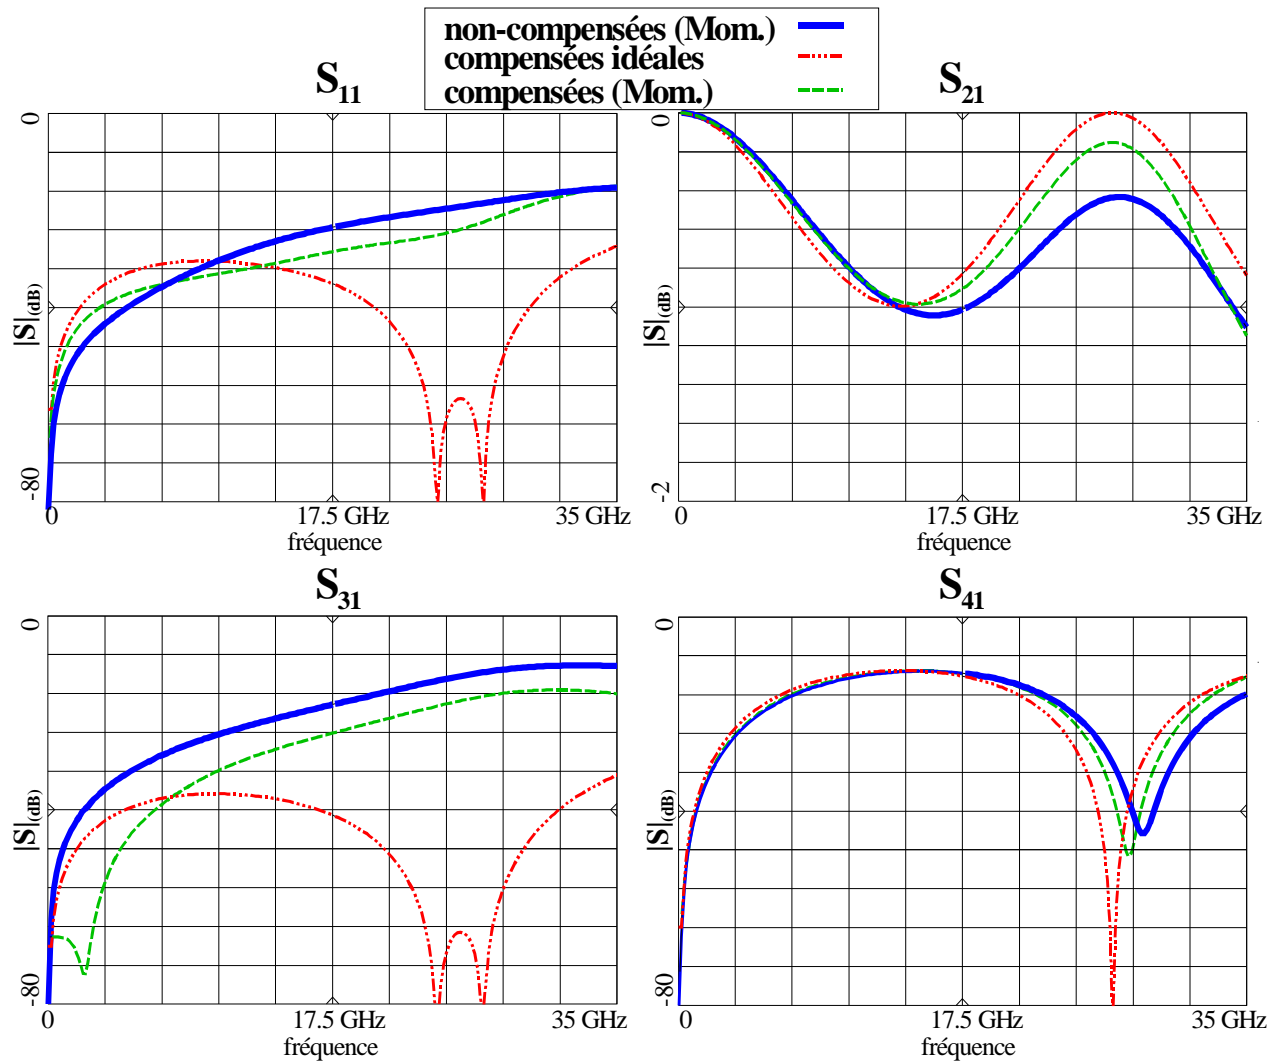 non-compensées (Mom.)
compensées idéales
compensées (Mom.)
S11
S21
0
|S|(dB)
-80
0
17.5 GHz
35 GHz
fréquence
0
|S|(dB)
-2
0
17.5 GHz
35 GHz
fréquence
S31
S41
0
|S|(dB)
-80
0
17.5 GHz
35 GHz
fréquence
0
|S|(dB)
-80
0
17.5 GHz
35 GHz
fréquence